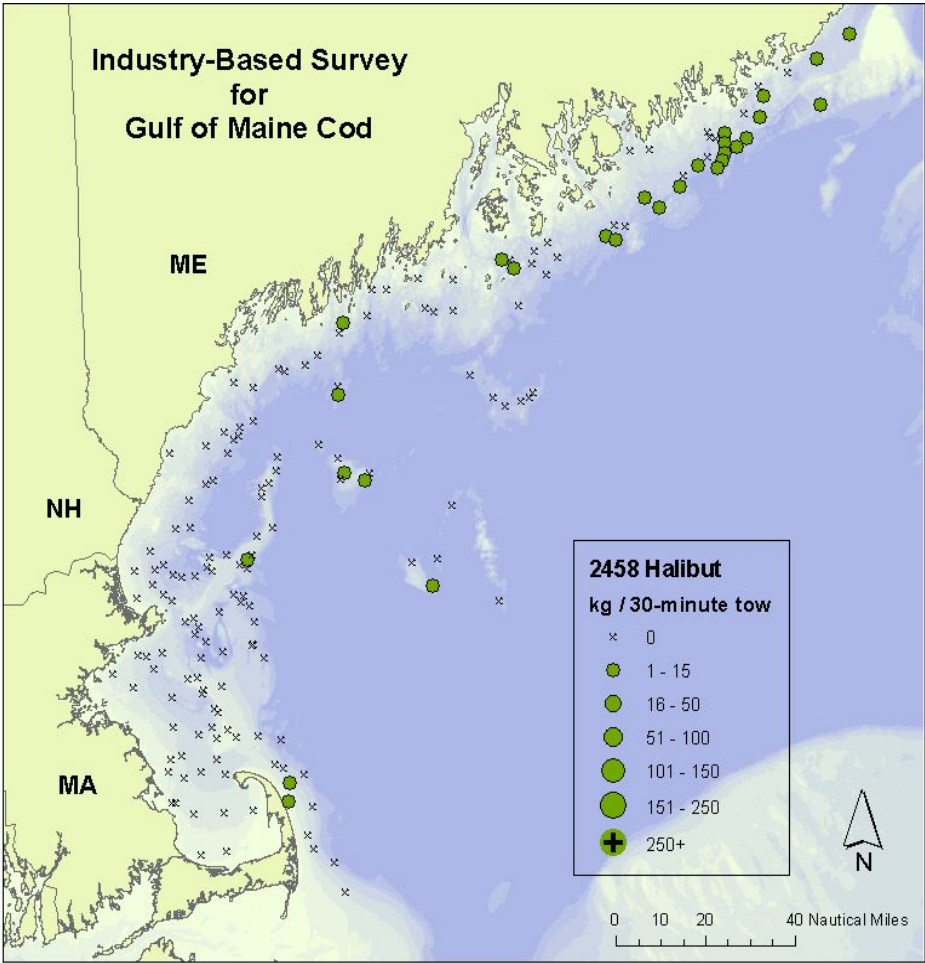 Industry-Based Survey
for
Gulf of Maine Cod
ME
NH
MA
2458 Halibut
kg / 30-minute tow
0
1 - 15
16 - 50
51 - 100
101 - 150
151 - 250
250+
N
0 10 20 40 Nautical Miles